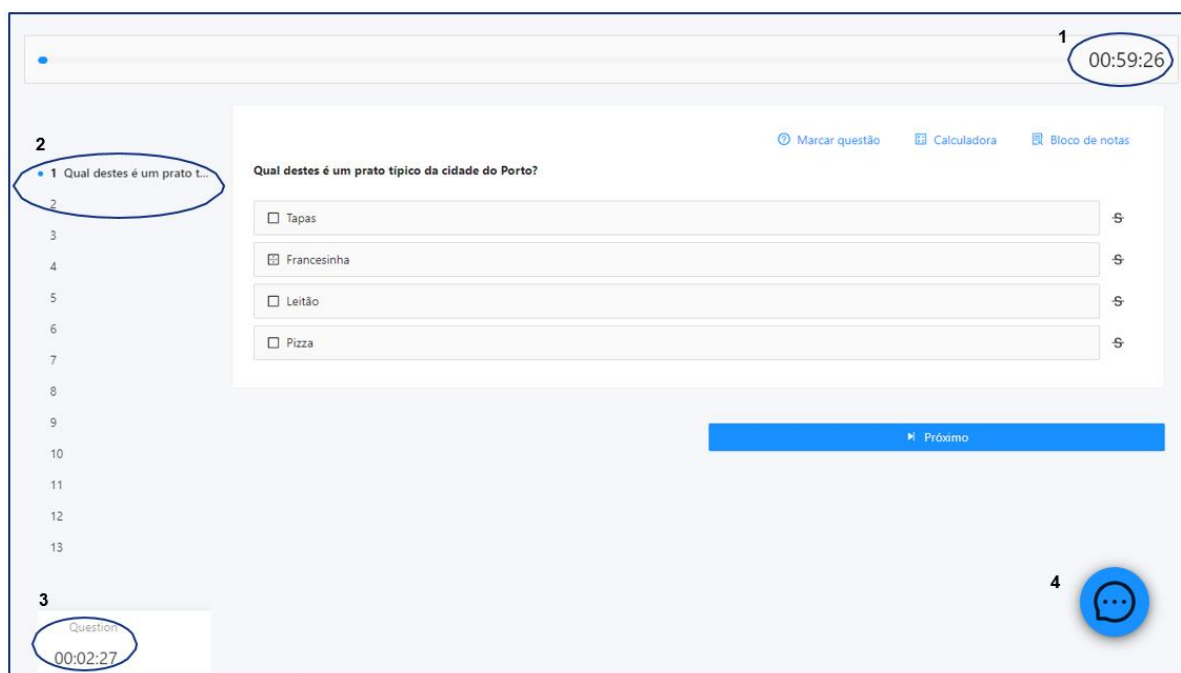 1
00:59:26
Marcar questão Calculadora Bloco de notas
2
1 Qual destes é um prato t...
2
3
4
5
6
7
8
9
10
11
12
13
Qual destes é um prato típico da cidade do Porto?
Tapas S
Francesinha S
Leitão S
Pizza S
Próximo
3
Question
00:02:27
4